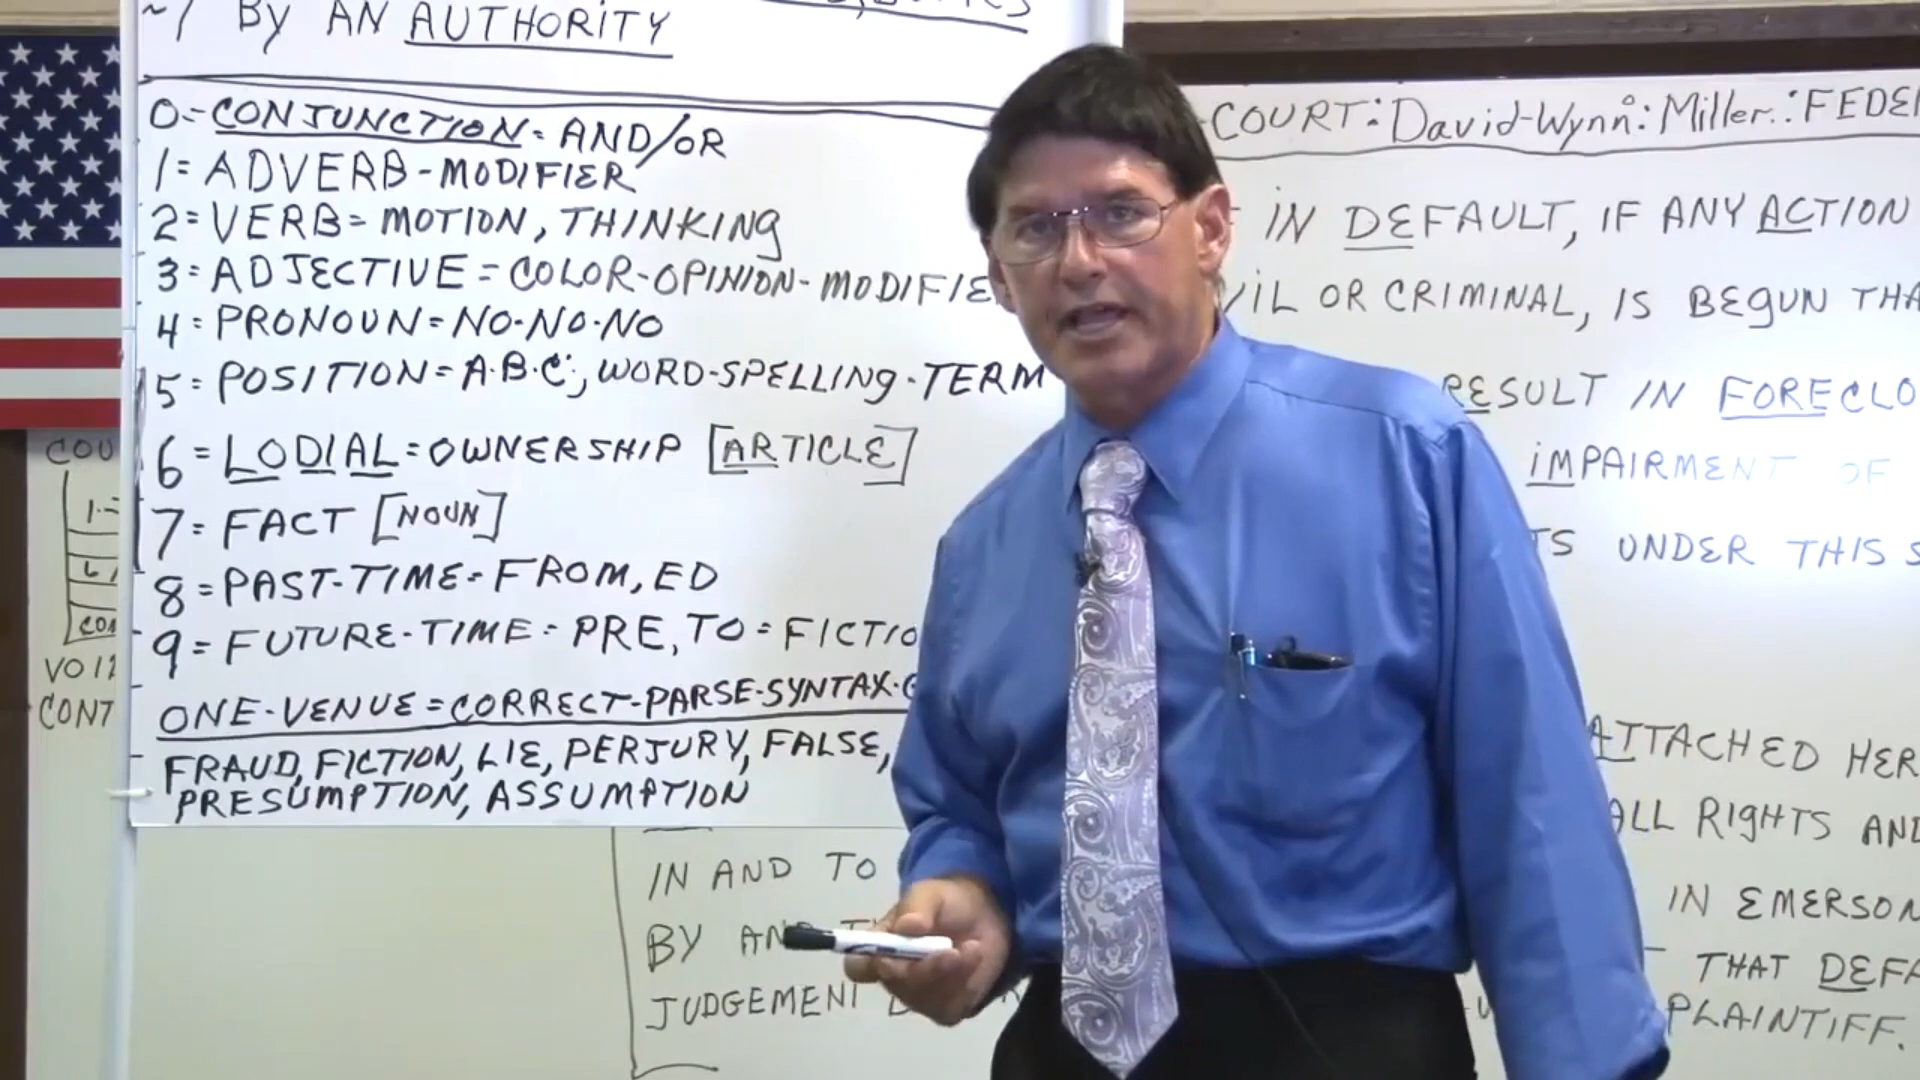 BY AN AUTHORITY
0-CONJUNCTION= AND/OR
1= ADVERB-MODIFIER
2=VERB= MOTION, THINKING
3=ADJECTIVE=COLOR-OPINION-MODIFIE
4=PRONOUN=NO-NO-NO
5=POSITION=A.B.C:, WORD-SPELLING-TERM
6=LODIAL=OWNERSHIP [ARTICLE]
7=FACT [NOUN]
8=PAST-TIME=FROM, ED
9=FUTURE-TIME=PRE, TO=FICTIO
ONE-VENUE=CORRECT-PARSE-SYNTAX-G
FRAUD, FICTION, LIE, PERJURY, FALSE,
PRESUMPTION, ASSUMPTION
COU
VOI
CONT
IN AND TO
BY AN
JUDGEMENT
COURT: David-Wynn: Miller.: FEDE
IN DEFAULT, IF ANY ACTION
VIL OR CRIMINAL, IS BEGUN THA
RESULT IN FORECLO
IMPAIRMENT OF
TS UNDER THIS S
ATTACHED HER
ALL RIGHTS AND
IN EMERSON
THAT DEFA
PLAINTIFF.